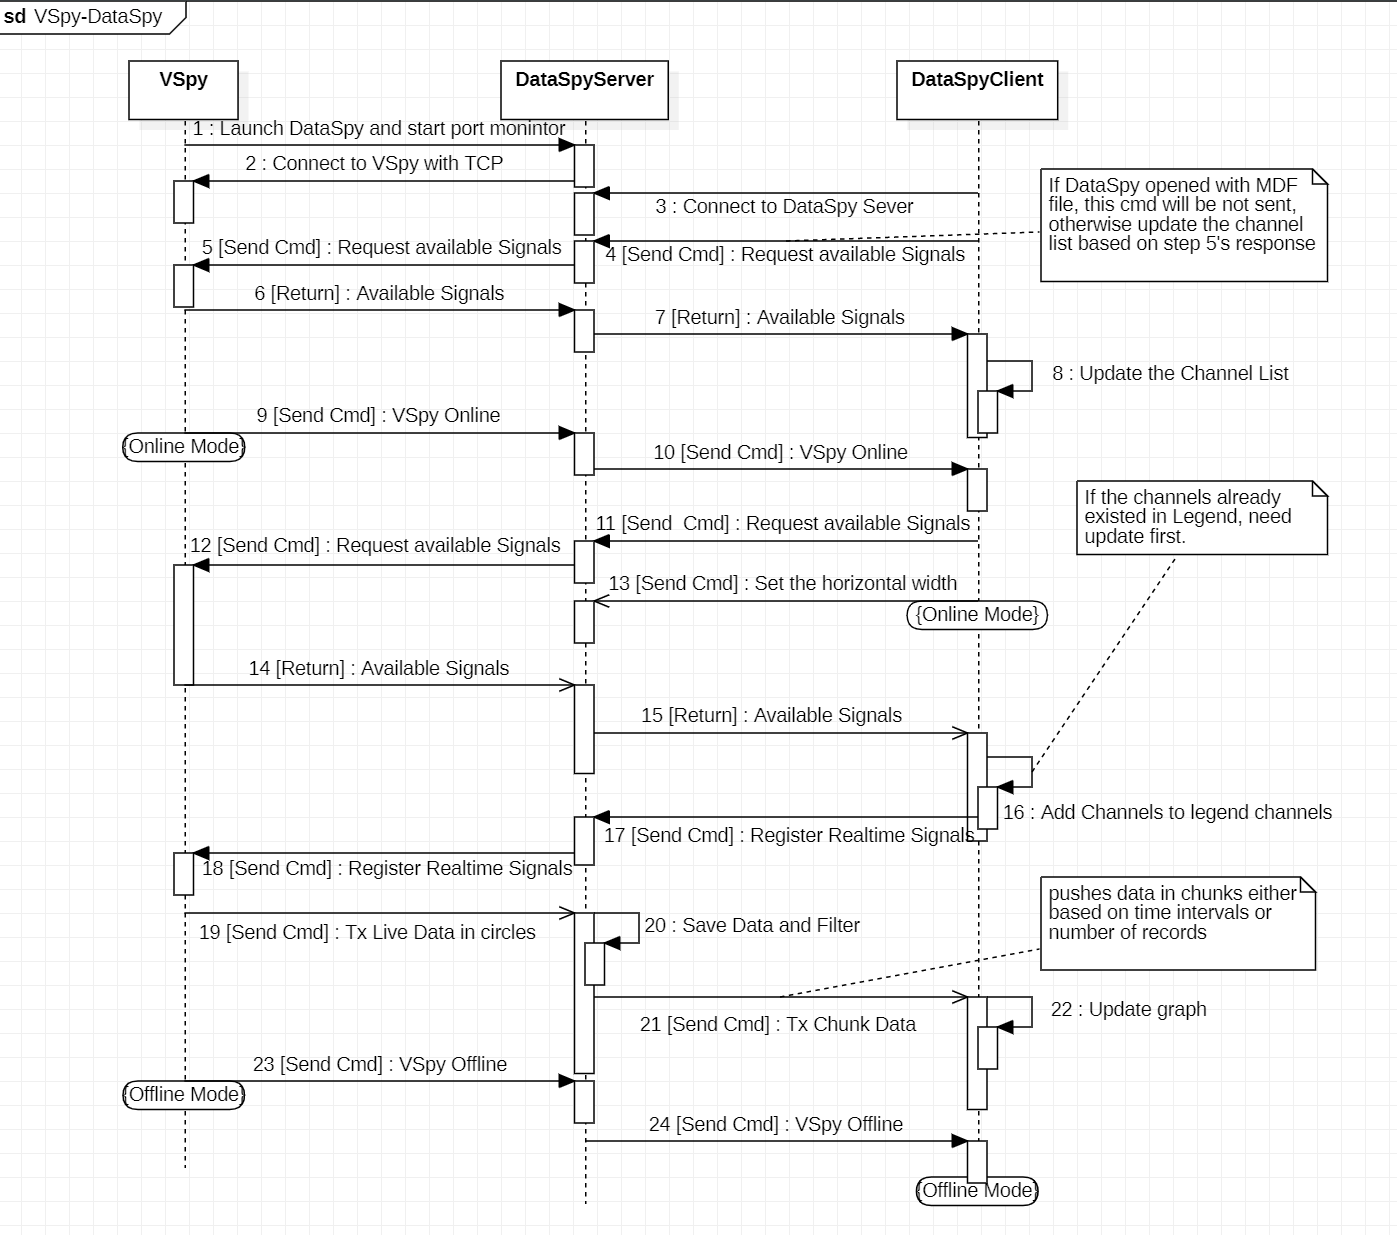 sd VSpy-DataSpy
VSpy
DataSpyServer
DataSpyClient
1 : Launch DataSpy and start port monintor
2 : Connect to VSpy with TCP
3 : Connect to DataSpy Sever
If DataSpy opened with MDF
file, this cmd will be not sent,
otherwise update the channel
list based on step 5's response
5 [Send Cmd] : Request available Signals
4 [Send Cmd] : Request available Signals
6 [Return] : Available Signals
7 [Return] : Available Signals
8 : Update the Channel List
9 [Send Cmd] : VSpy Online
{Online Mode}
10 [Send Cmd] : VSpy Online
If the channels already
existed in Legend, need
update first.
11 [Send  Cmd] : Request available Signals
12 [Send Cmd] : Request available Signals
13 [Send Cmd] : Set the horizontal width
{Online Mode}
14 [Return] : Available Signals
15 [Return] : Available Signals
16 : Add Channels to legend channels
17 [Send Cmd] : Register Realtime Signals
18 [Send Cmd] : Register Realtime Signals
pushes data in chunks either
based on time intervals or
number of records
19 [Send Cmd] : Tx Live Data in circles
20 : Save Data and Filter
21 [Send Cmd] : Tx Chunk Data
22 : Update graph
23 [Send Cmd] : VSpy Offline
{Offline Mode}
24 [Send Cmd] : VSpy Offline
{Offline Mode}